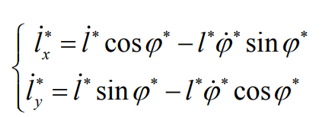 l̇*ₓ = l̇* cos φ* − l* φ̇* sin φ*
l̇*ᵧ = l̇* sin φ* − l* φ̇* cos φ*